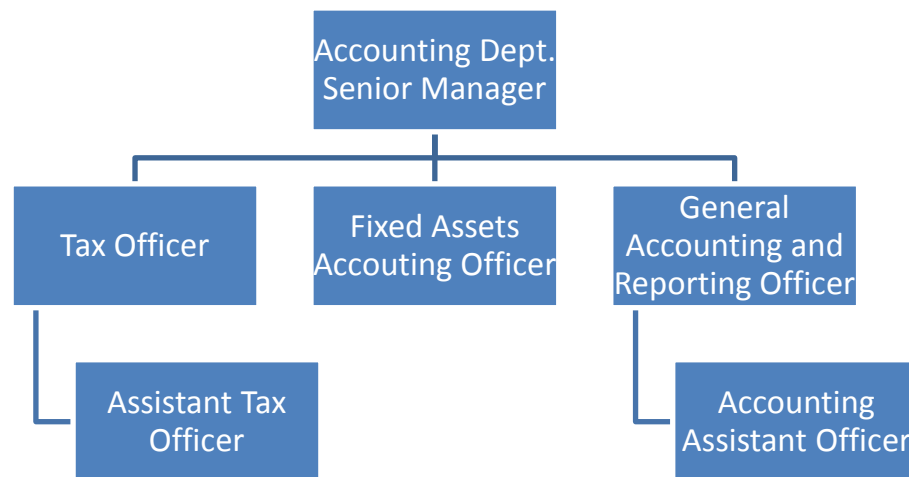 Accounting Dept.
Senior Manager
Tax Officer
Fixed Assets
Accouting Officer
General
Accounting and
Reporting Officer
Assistant Tax
Officer
Accounting
Assistant Officer